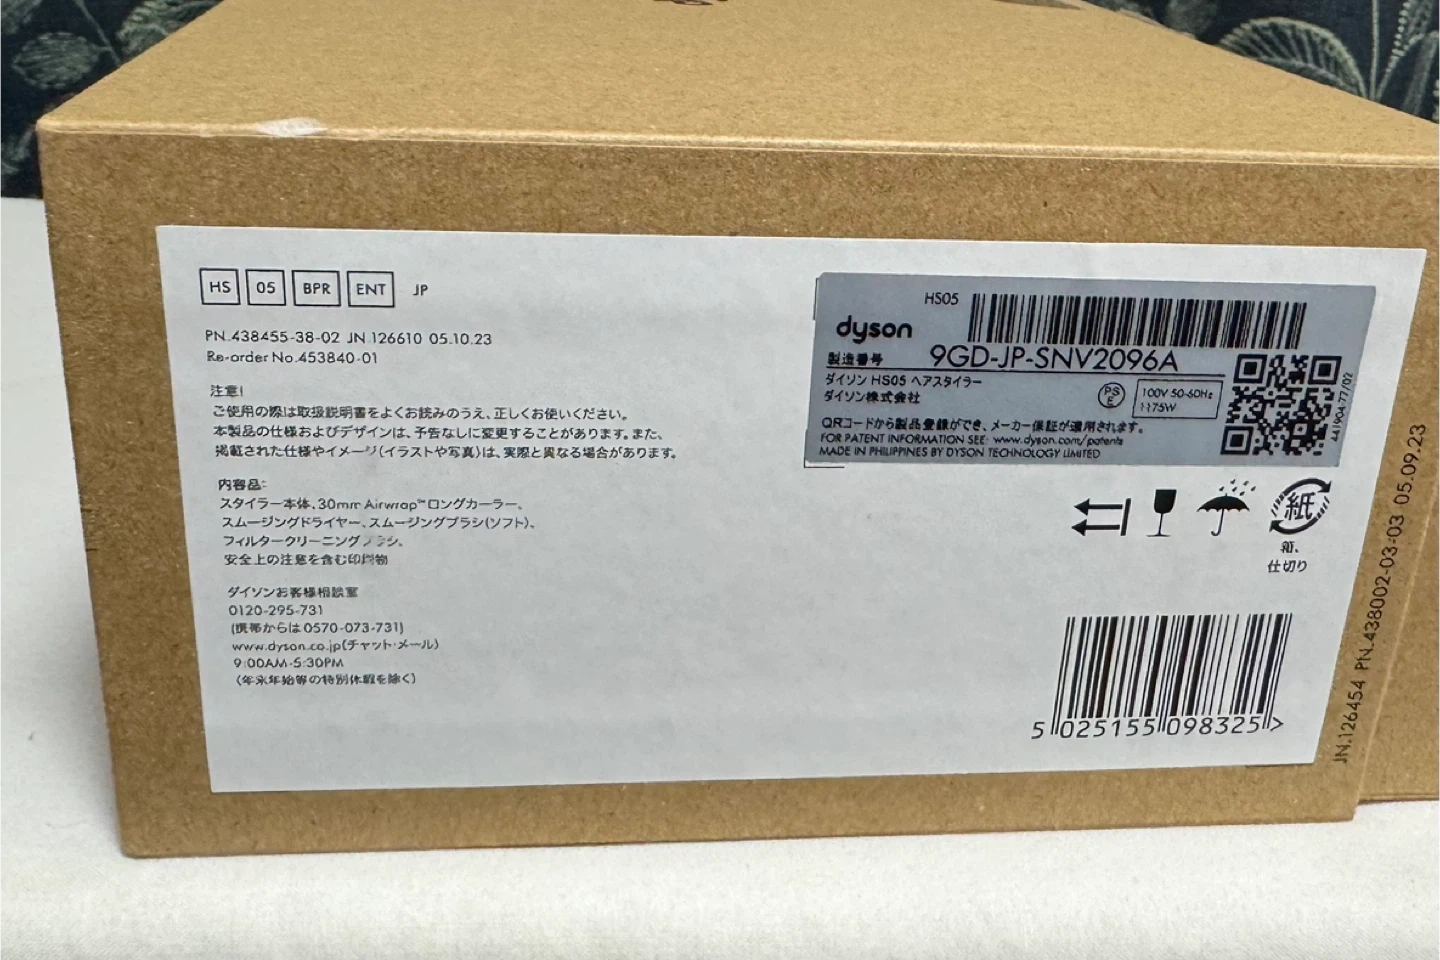 HS 05 BPR ENT JP
PN.438455-38-02 JN.126610 05.10.23
Re-order No.453840-01
注意!
ご使用の際は取扱説明書をよくお読みのうえ、正しくお使いください。
本製品の仕様およびデザインは、予告なしに変更することがあります。また、
掲載された仕様やイメージ(イラストや写真)は、実際と異なる場合があります。
内容品:
スタイラー本体、30mm Airwrap™ロングカーラー、
スムージングドライヤー、スムージングブラシ(ソフト)、
フィルタークリーニングブラシ、
安全上の注意を含む印刷物
ダイソンお客様相談室
0120-295-731
(携帯からは0570-073-731)
www.dyson.co.jp(チャット・メール)
9:00AM-5:30PM
(年末年始等の特別休暇を除く)
HS05
dyson
製造番号 9GD-JP-SNV2096A
ダイソン HS05 ヘアスタイラー
ダイソン株式会社
PSE
100V 50-60Hz
1175W
QRコードから製品登録ができ、メーカー保証が適用されます。
FOR PATENT INFORMATION SEE: www.dyson.com/patents
MADE IN PHILIPPINES BY DYSON TECHNOLOGY LIMITED
441904-77/02
紙
箱、
仕切り
5 025155 098325 >
JN.126454 PN.438002-03-03 05.09.23